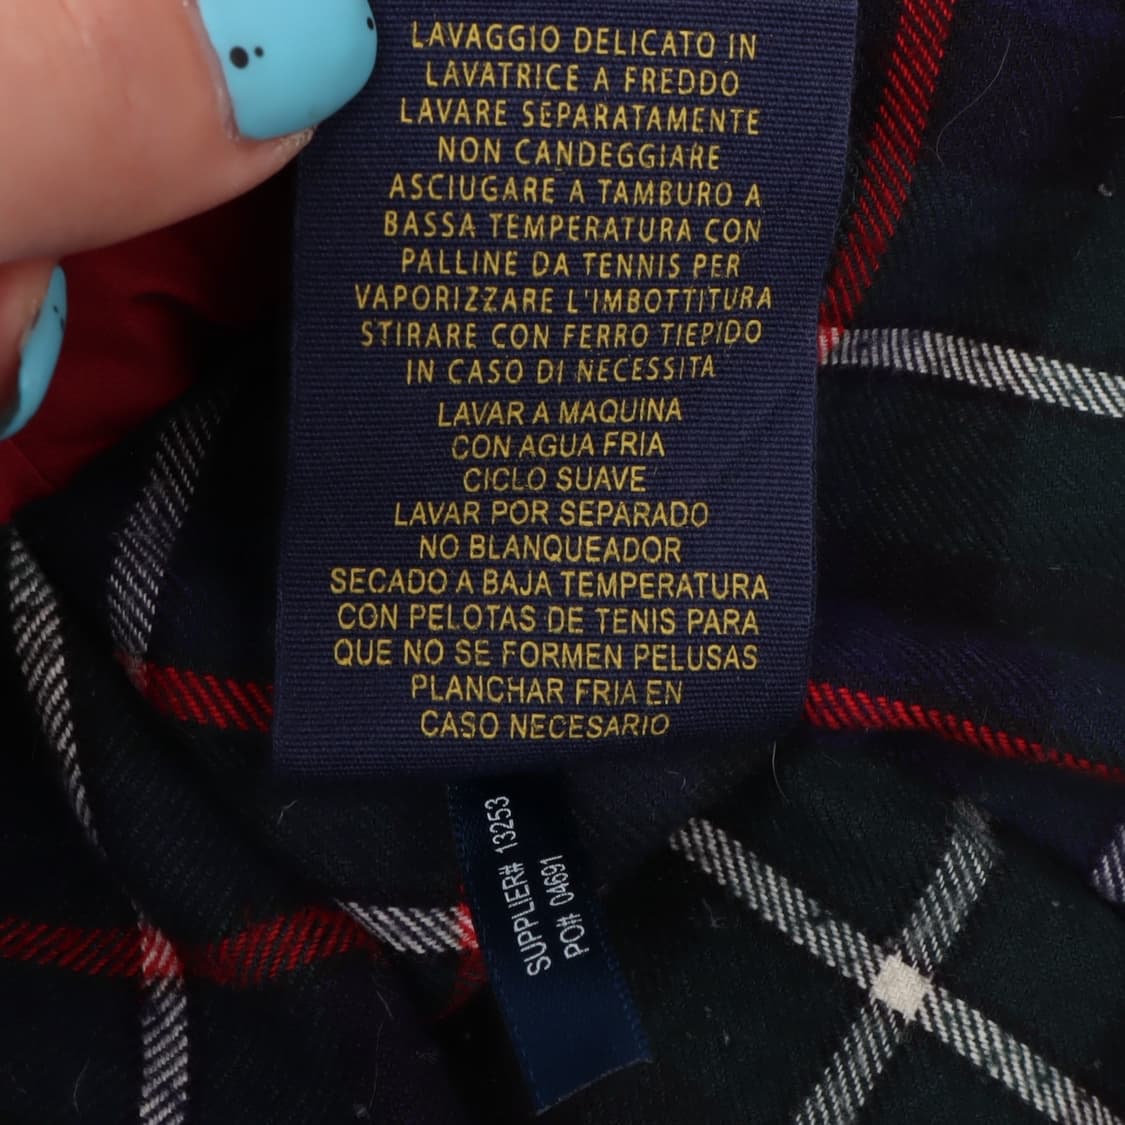 LAVAGGIO DELICATO IN
LAVATRICE A FREDDO
LAVARE SEPARATAMENTE
NON CANDEGGIARE
ASCIUGARE A TAMBURO A
BASSA TEMPERATURA CON
PALLINE DA TENNIS PER
VAPORIZZARE L'IMBOTTITURA
STIRARE CON FERRO TIEPIDO
IN CASO DI NECESSITA
LAVAR A MAQUINA
CON AGUA FRIA
CICLO SUAVE
LAVAR POR SEPARADO
NO BLANQUEADOR
SECADO A BAJA TEMPERATURA
CON PELOTAS DE TENIS PARA
QUE NO SE FORMEN PELUSAS
PLANCHAR FRIA EN
CASO NECESARIO
SUPPLIER# 13253
PO# 04691